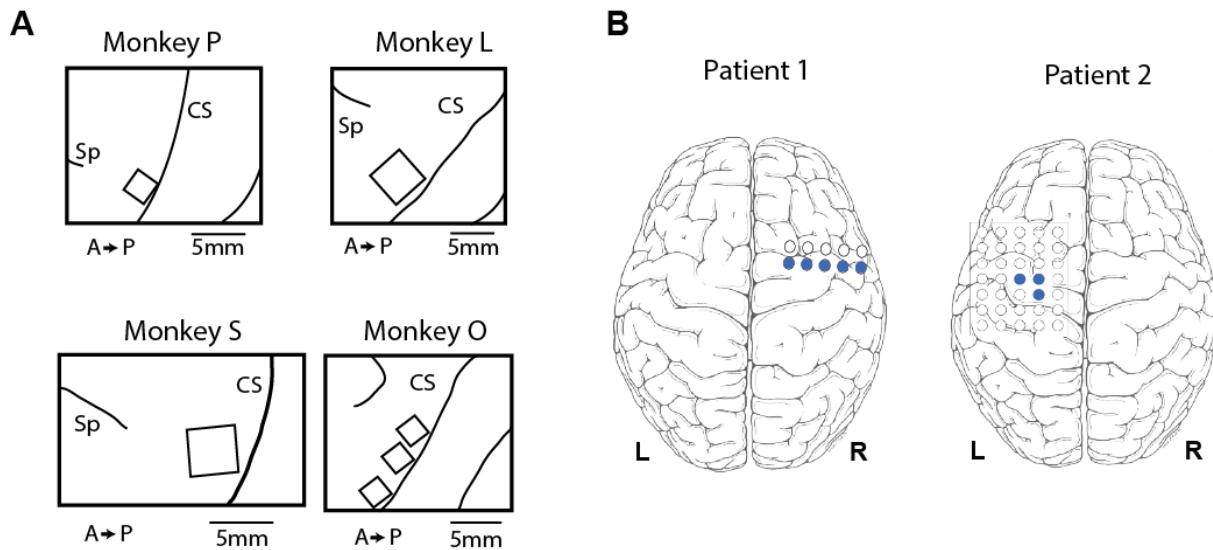 A
Monkey P
Sp
CS
A→P
5mm
Monkey L
Sp
CS
A→P
5mm
Monkey S
Sp
CS
A→P
5mm
Monkey O
CS
A→P
5mm
B
Patient 1
L
R
Patient 2
L
R